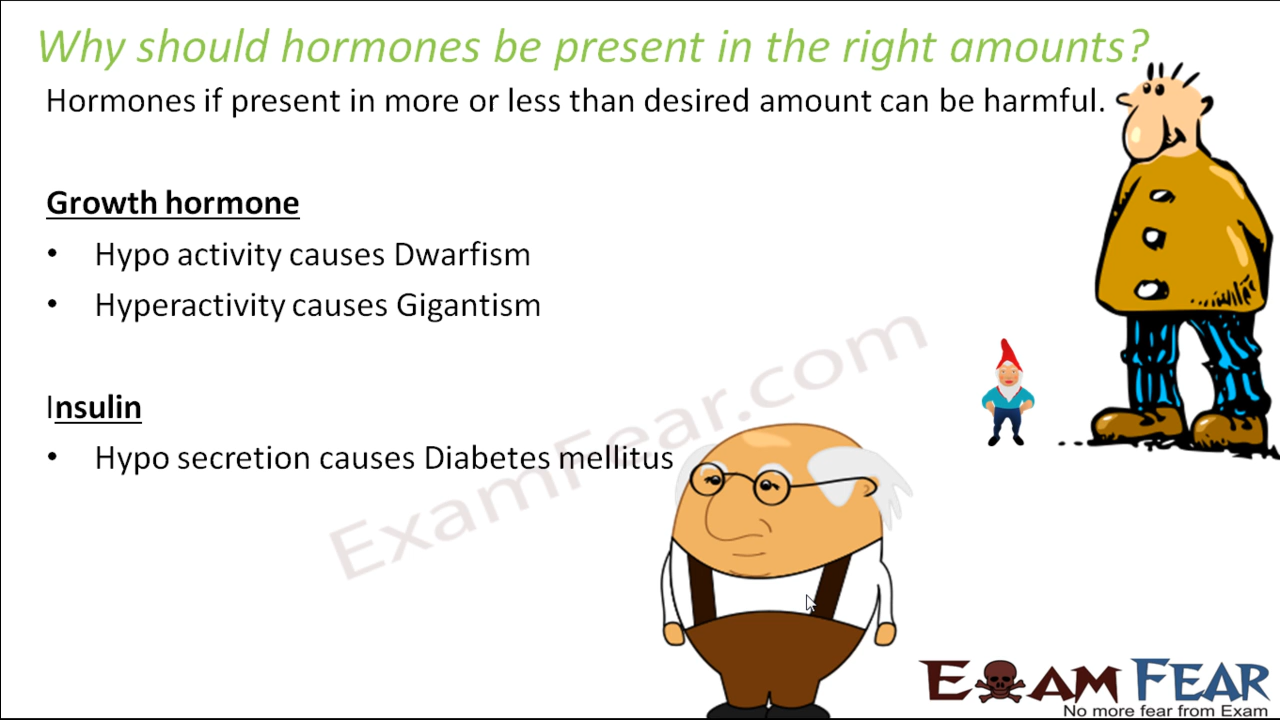 Why should hormones be present in the right amounts?
Hormones if present in more or less than desired amount can be harmful.
Growth hormone
• Hypo activity causes Dwarfism
• Hyperactivity causes Gigantism
Insulin
• Hypo secretion causes Diabetes mellitus
ExamFear.com
EXAM FEAR
No more fear from Exam